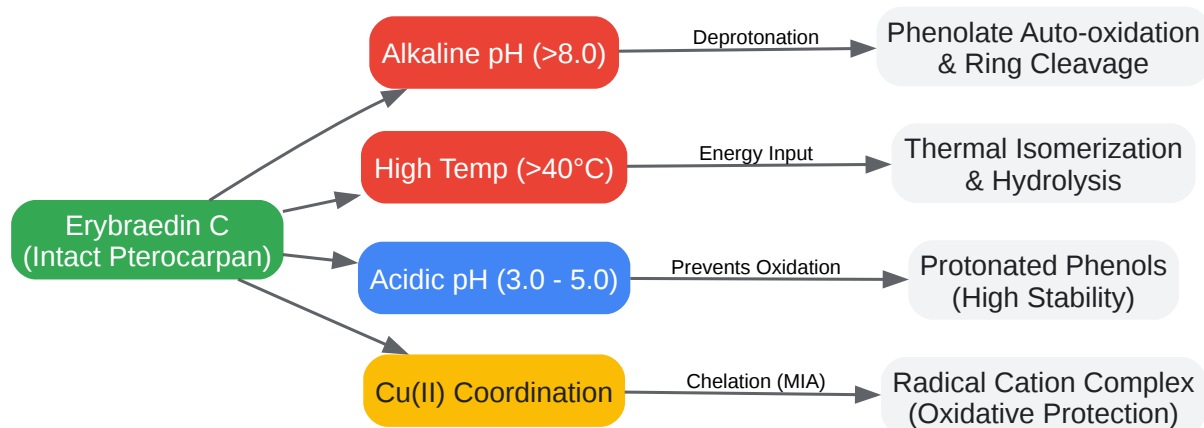 Erybraedin C
(Intact Pterocarpan)
Alkaline pH (>8.0)
Deprotonation
Phenolate Auto-oxidation
& Ring Cleavage
High Temp (>40°C)
Energy Input
Thermal Isomerization
& Hydrolysis
Acidic pH (3.0 - 5.0)
Prevents Oxidation
Protonated Phenols
(High Stability)
Cu(II) Coordination
Chelation (MIA)
Radical Cation Complex
(Oxidative Protection)